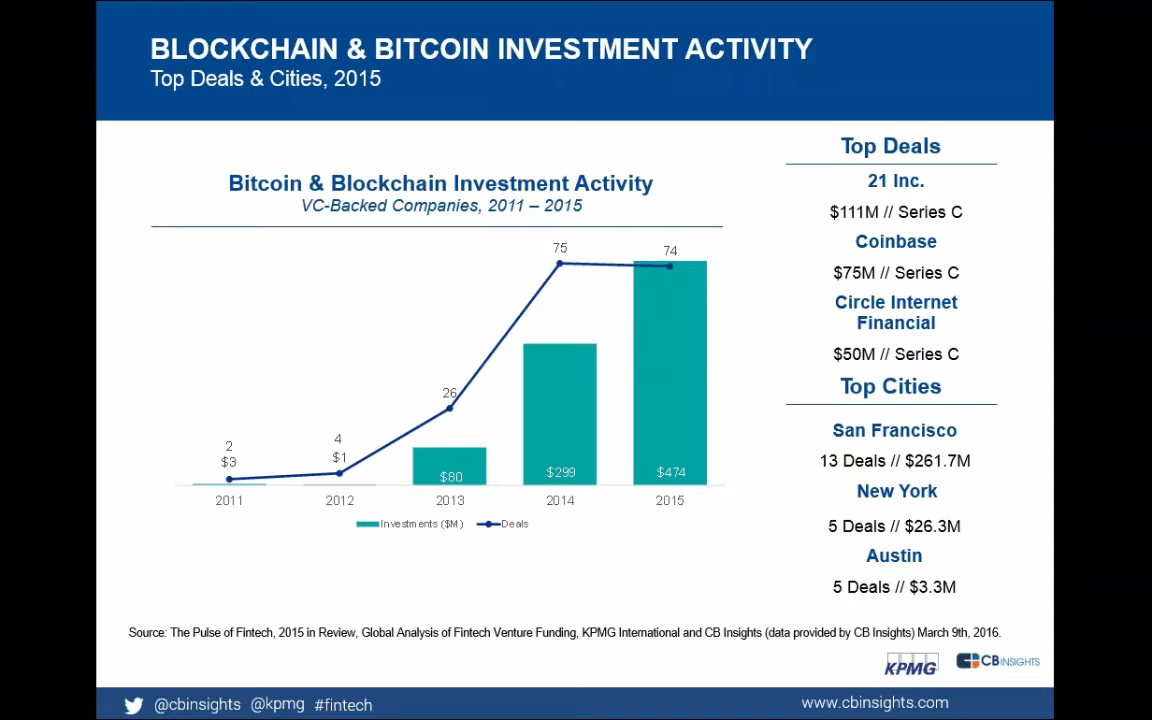 BLOCKCHAIN & BITCOIN INVESTMENT ACTIVITY
Top Deals & Cities, 2015
Bitcoin & Blockchain Investment Activity
VC-Backed Companies, 2011 – 2015
75
74
26
4
2
$1
$3
$80
$299
$474
2011
2012
2013
2014
2015
Investments ($M)
Deals
Top Deals
21 Inc.
$111M // Series C
Coinbase
$75M // Series C
Circle Internet
Financial
$50M // Series C
Top Cities
San Francisco
13 Deals // $261.7M
New York
5 Deals // $26.3M
Austin
5 Deals // $3.3M
Source: The Pulse of Fintech, 2015 in Review, Global Analysis of Fintech Venture Funding, KPMG International and CB Insights (data provided by CB Insights) March 9th, 2016.
KPMG
CBINSIGHTS
@cbinsights @kpmg #fintech
www.cbinsights.com